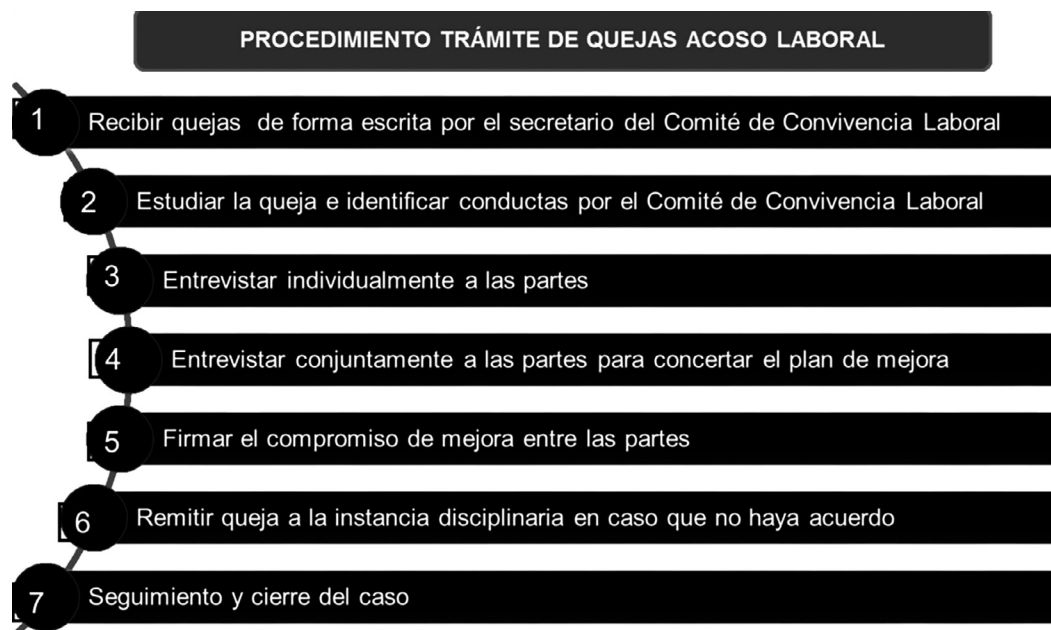 PROCEDIMIENTO TRÁMITE DE QUEJAS ACOSO LABORAL
1 Recibir quejas de forma escrita por el secretario del Comité de Convivencia Laboral
2 Estudiar la queja e identificar conductas por el Comité de Convivencia Laboral
3 Entrevistar individualmente a las partes
4 Entrevistar conjuntamente a las partes para concertar el plan de mejora
5 Firmar el compromiso de mejora entre las partes
6 Remitir queja a la instancia disciplinaria en caso que no haya acuerdo
7 Seguimiento y cierre del caso